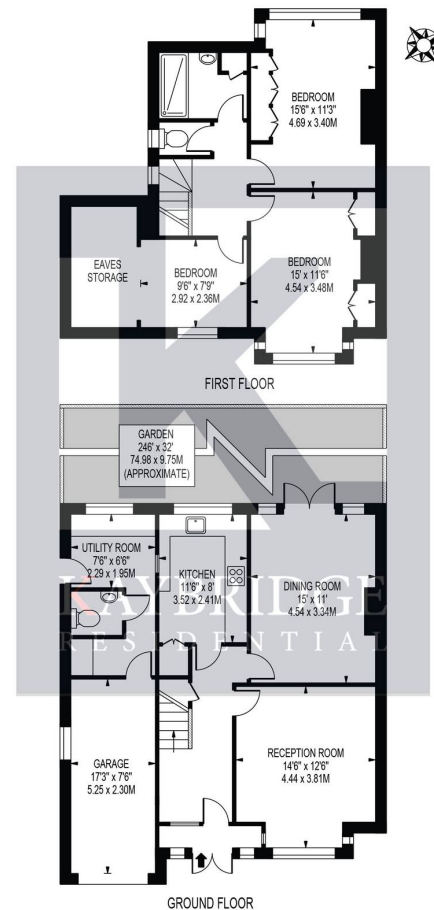 BEDROOM
15'6" x 11'3"
4.69 x 3.40M
BEDROOM
15' x 11'6"
4.54 x 3.48M
EAVES
STORAGE
BEDROOM
9'6" x 7'9"
2.92 x 2.36M
FIRST FLOOR
GARDEN
246' x 32'
74.98 x 9.75M
(APPROXIMATE)
UTILITY ROOM
7'6" x 6'6"
2.29 x 1.95M
KITCHEN
11'6" x 8'
3.52 x 2.41M
DINING ROOM
15' x 11'
4.54 x 3.34M
KAYBRIDGE
RESIDENTIAL
GARAGE
17'3" x 7'6"
5.25 x 2.30M
RECEPTION ROOM
14'6" x 12'6"
4.44 x 3.81M
GROUND FLOOR